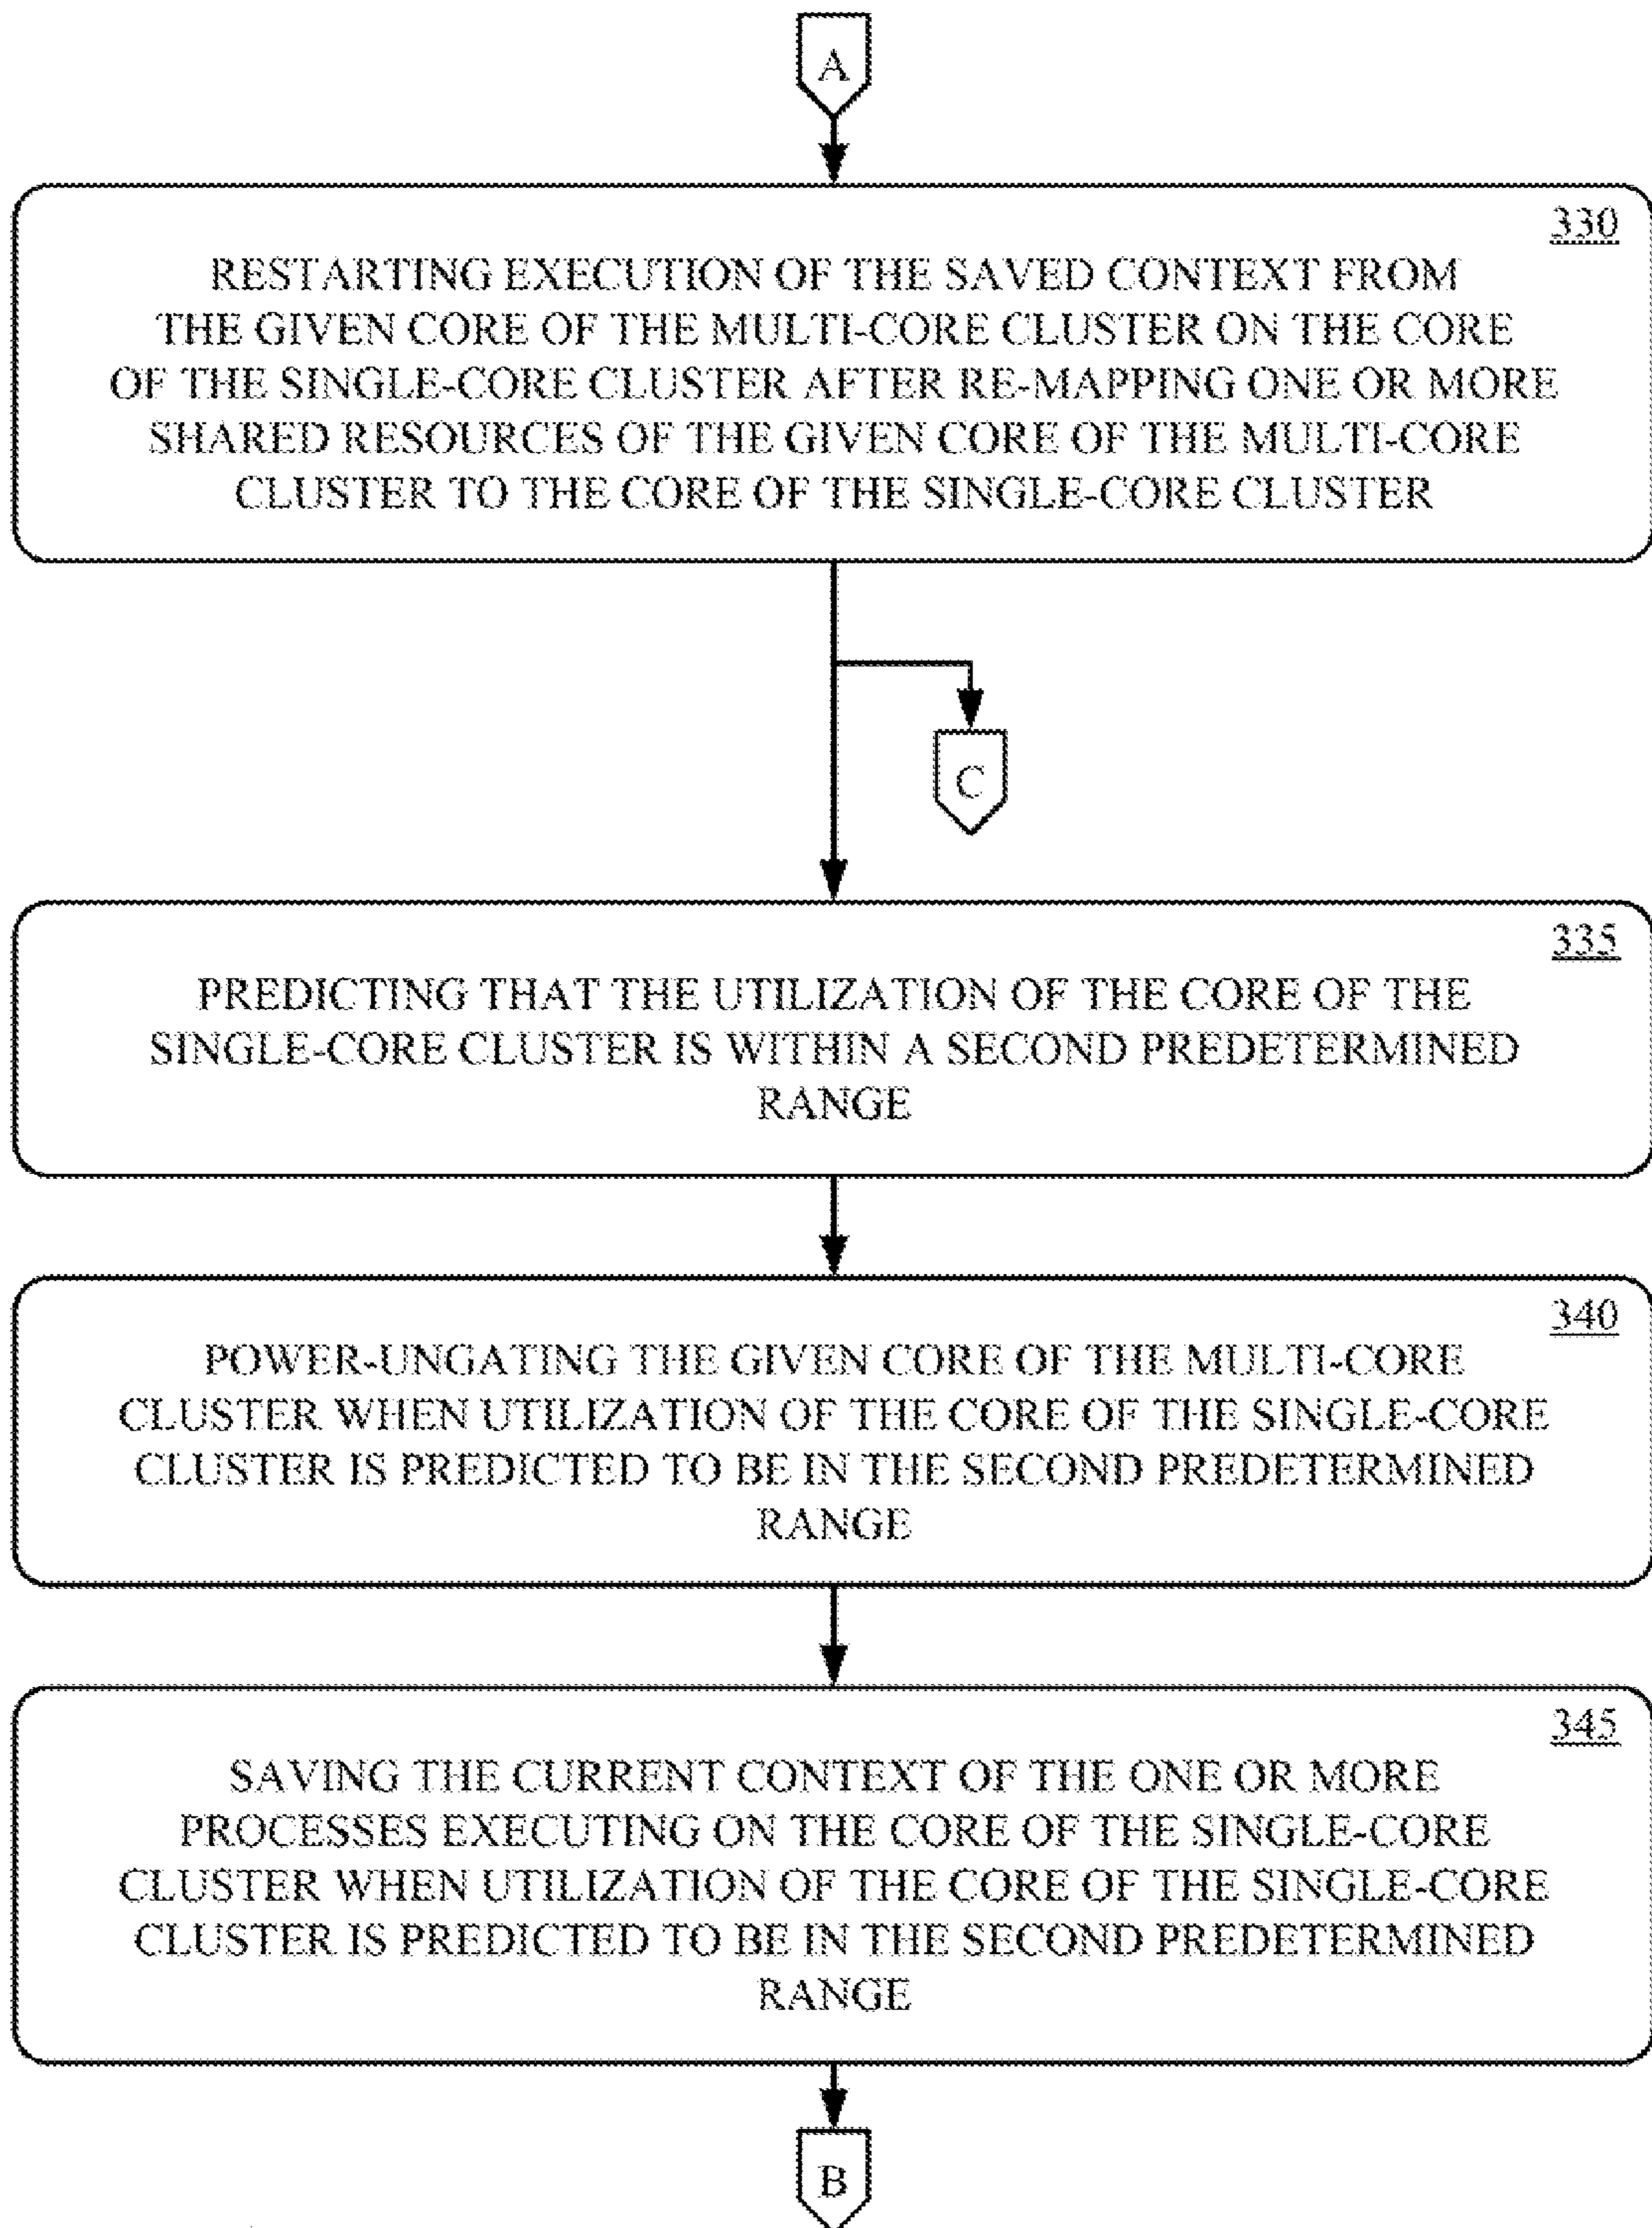 A
330
RESTARTING EXECUTION OF THE SAVED CONTEXT FROM
THE GIVEN CORE OF THE MULTI-CORE CLUSTER ON THE CORE
OF THE SINGLE-CORE CLUSTER AFTER RE-MAPPING ONE OR MORE
SHARED RESOURCES OF THE GIVEN CORE OF THE MULTI-CORE
CLUSTER TO THE CORE OF THE SINGLE-CORE CLUSTER
C
335
PREDICTING THAT THE UTILIZATION OF THE CORE OF THE
SINGLE-CORE CLUSTER IS WITHIN A SECOND PREDETERMINED
RANGE
340
POWER-UNGATING THE GIVEN CORE OF THE MULTI-CORE
CLUSTER WHEN UTILIZATION OF THE CORE OF THE SINGLE-CORE
CLUSTER IS PREDICTED TO BE IN THE SECOND PREDETERMINED
RANGE
345
SAVING THE CURRENT CONTEXT OF THE ONE OR MORE
PROCESSES EXECUTING ON THE CORE OF THE SINGLE-CORE
CLUSTER WHEN UTILIZATION OF THE CORE OF THE SINGLE-CORE
CLUSTER IS PREDICTED TO BE IN THE SECOND PREDETERMINED
RANGE
B